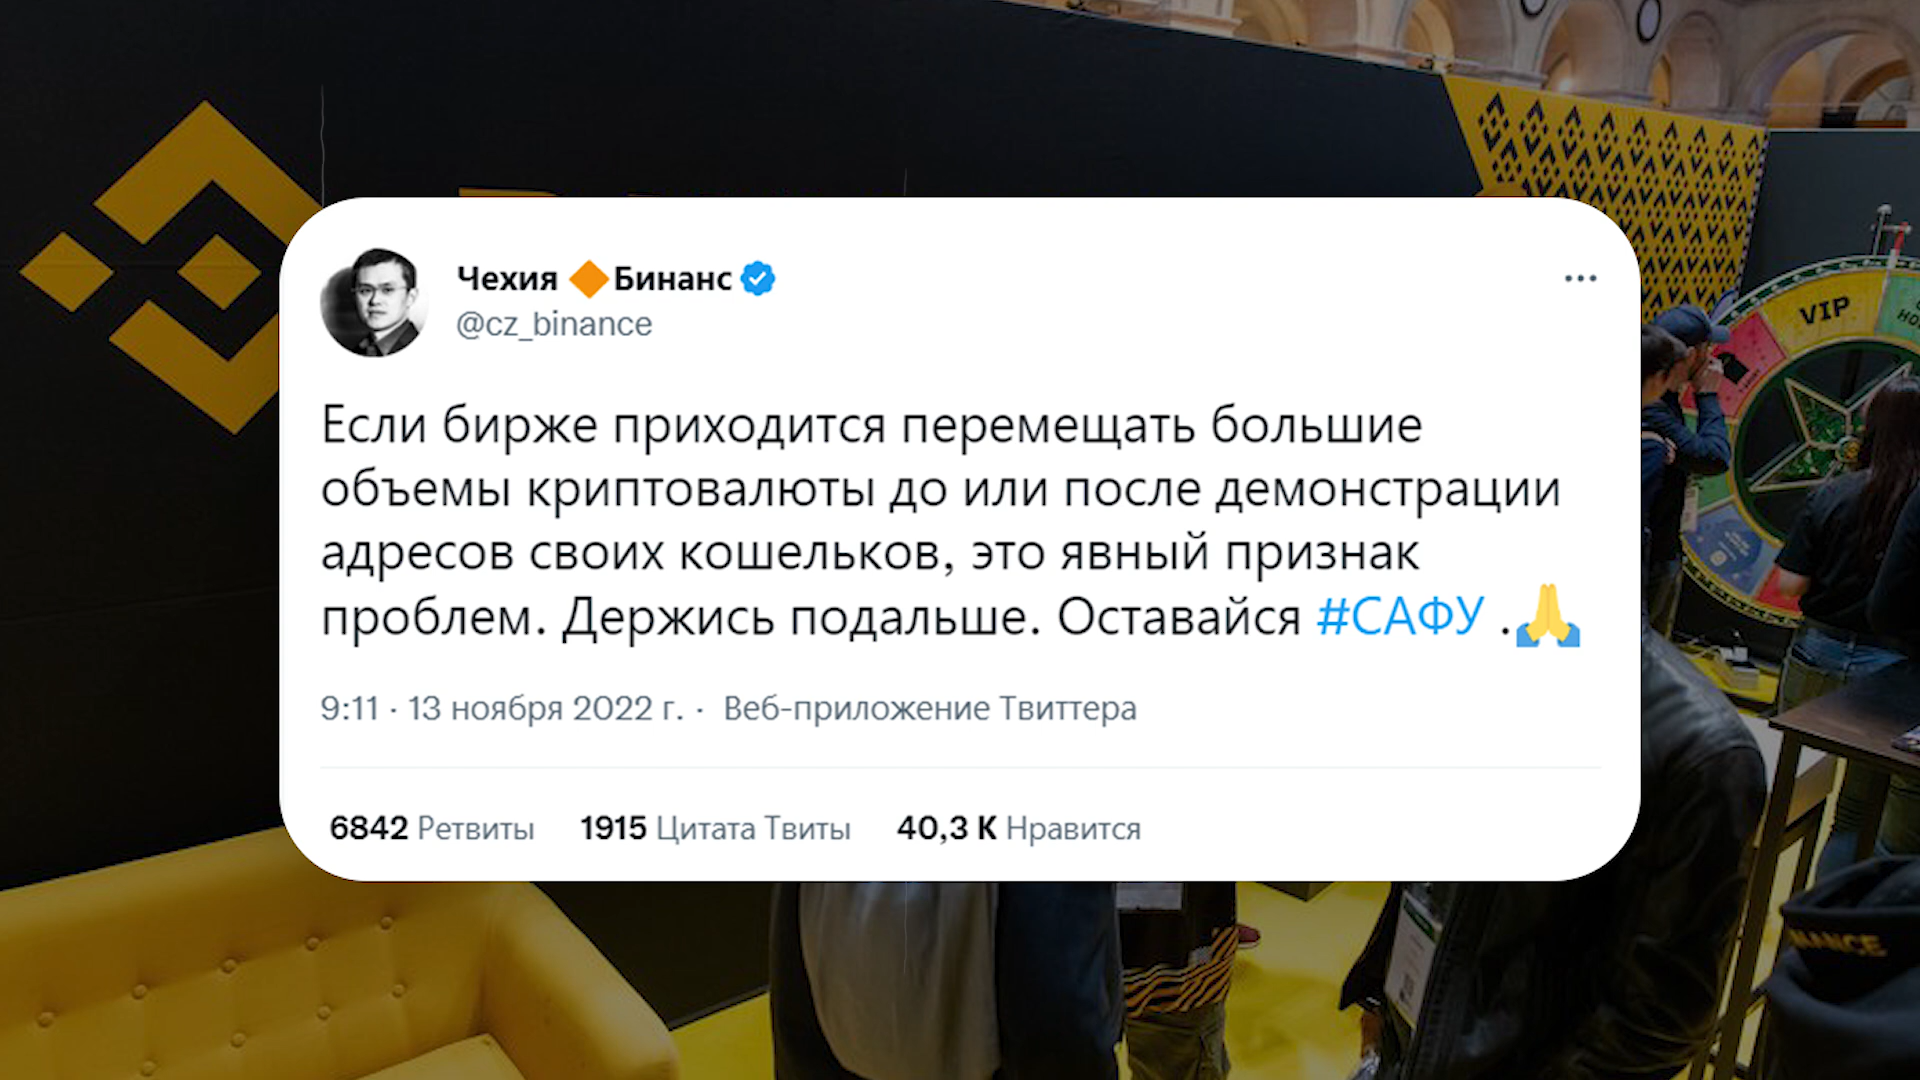 Чехия 🔶Бинанс
@cz_binance
Если бирже приходится перемещать большие
объемы криптовалюты до или после демонстрации
адресов своих кошельков, это явный признак
проблем. Держись подальше. Оставайся #САФУ .🙏
9:11 · 13 ноября 2022 г. · Веб-приложение Твиттера
6842 Ретвиты 1915 Цитата Твиты 40,3 К Нравится
VIP